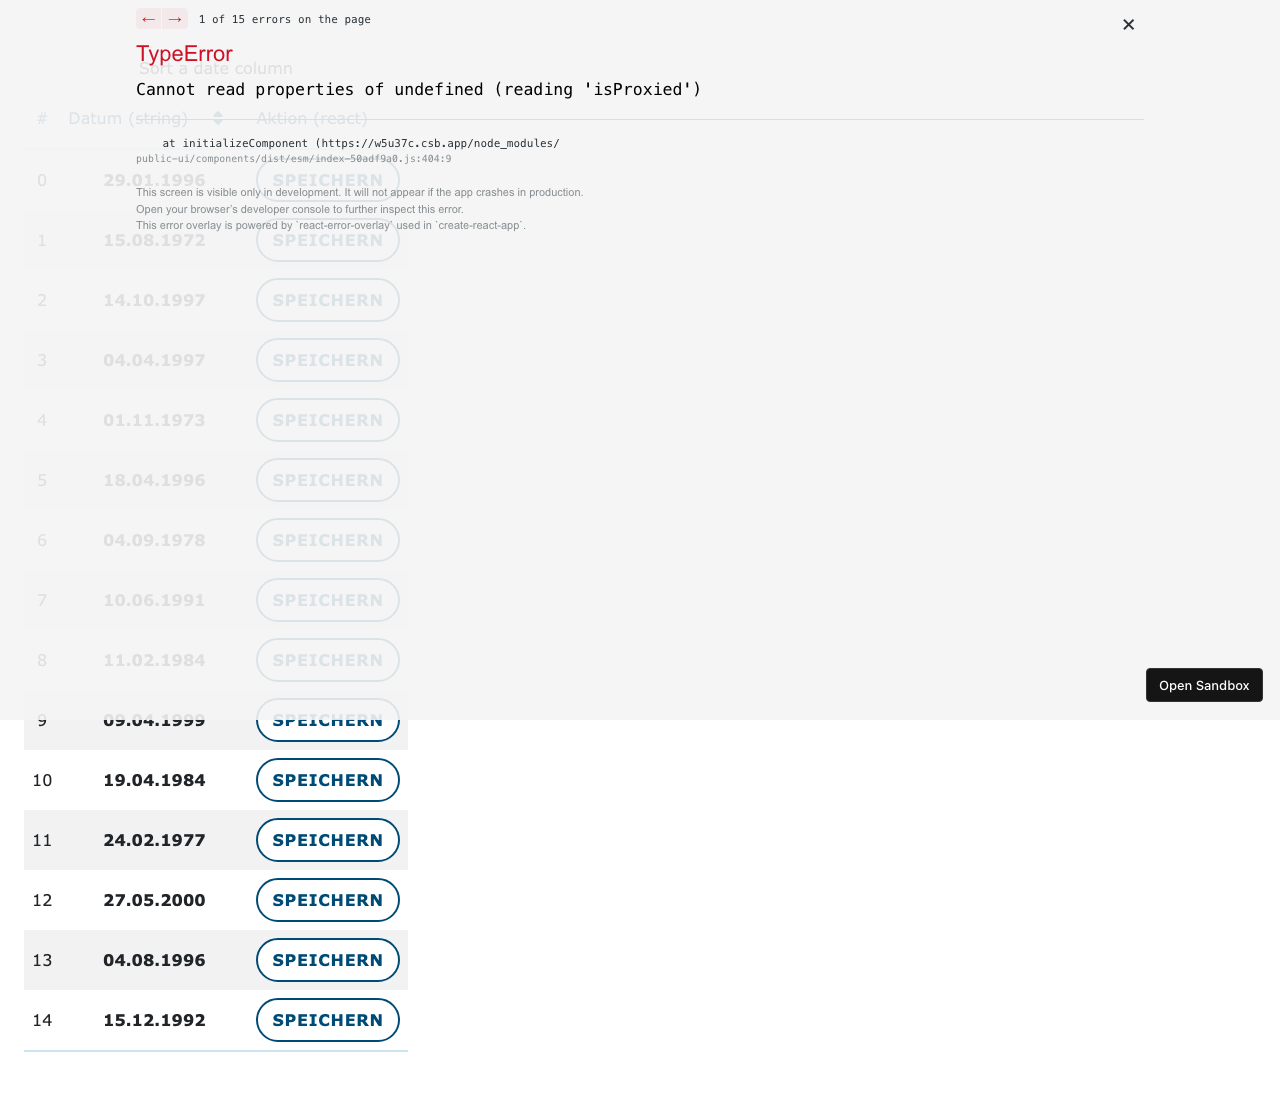 ← → 1 of 15 errors on the page ✕
TypeError
Sort a date column
Cannot read properties of undefined (reading 'isProxied')
# Datum (string) Aktion (react)
at initializeComponent (https://w5u37c.csb.app/node_modules/
public-ui/components/dist/esm/index-50adf9a0.js:404:9
0 29.01.1996 SPEICHERN
This screen is visible only in development. It will not appear if the app crashes in production.
Open your browser’s developer console to further inspect this error.
This error overlay is powered by `react-error-overlay` used in `create-react-app`.
1 15.08.1972 SPEICHERN
2 14.10.1997 SPEICHERN
3 04.04.1997 SPEICHERN
4 01.11.1973 SPEICHERN
5 18.04.1996 SPEICHERN
6 04.09.1978 SPEICHERN
7 10.06.1991 SPEICHERN
8 11.02.1984 SPEICHERN
Open Sandbox
9 09.04.1999 SPEICHERN
10 19.04.1984 SPEICHERN
11 24.02.1977 SPEICHERN
12 27.05.2000 SPEICHERN
13 04.08.1996 SPEICHERN
14 15.12.1992 SPEICHERN